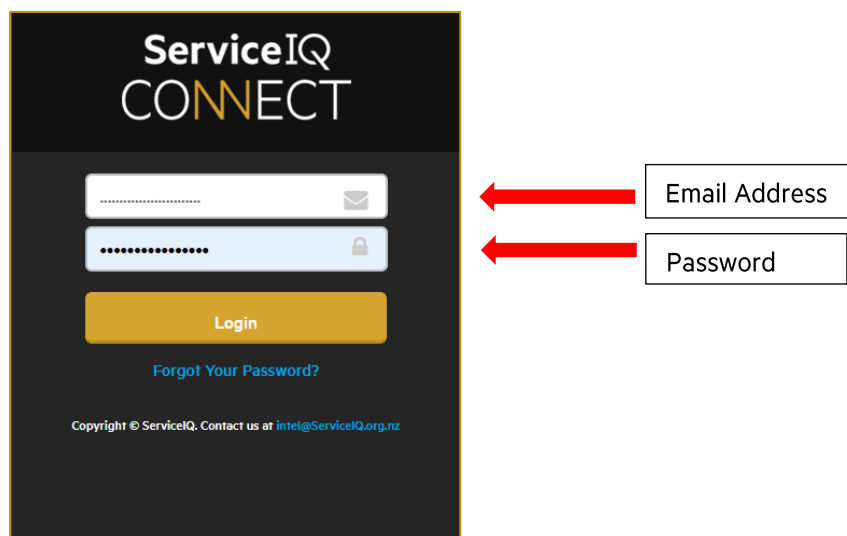 ServiceIQ
CONNECT
Email Address
Password
Login
Forgot Your Password?
Copyright © ServiceIQ. Contact us at intel@ServiceIQ.org.nz